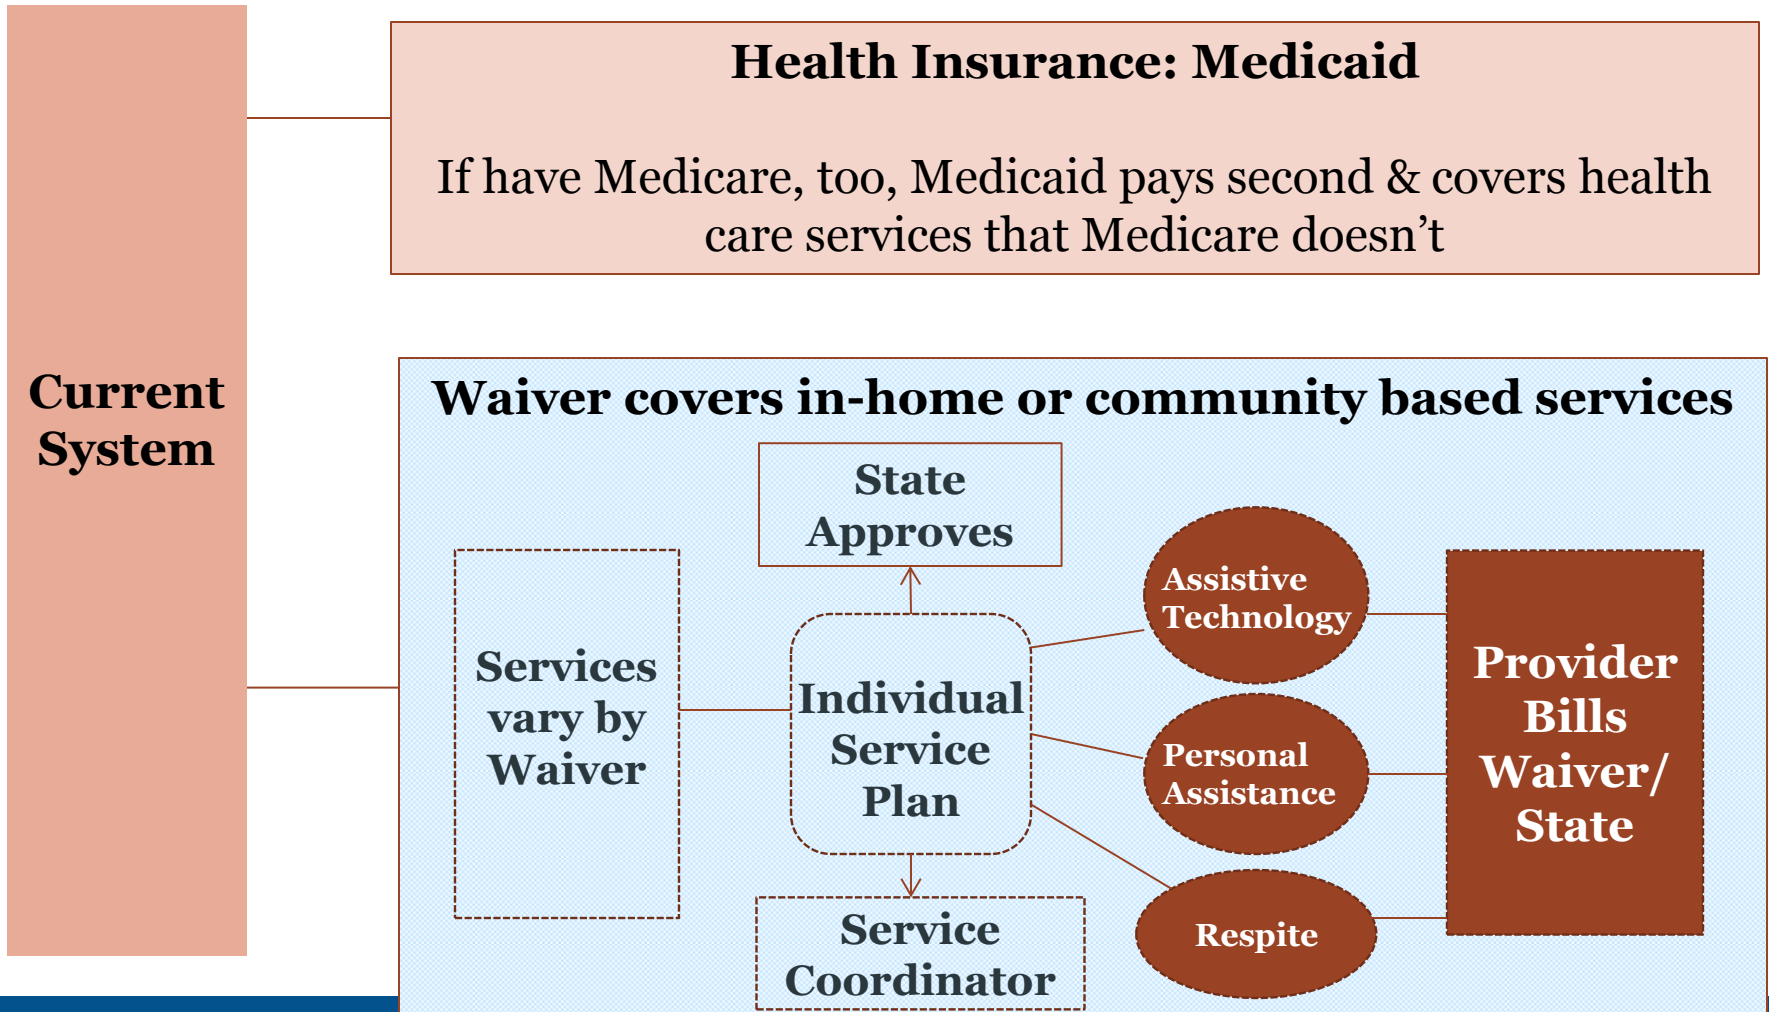 Current
System
Health Insurance: Medicaid
If have Medicare, too, Medicaid pays second & covers health
care services that Medicare doesn’t
Waiver covers in-home or community based services
State
Approves
Services
vary by
Waiver
Individual
Service
Plan
Service
Coordinator
Assistive
Technology
Personal
Assistance
Respite
Provider
Bills
Waiver/
State